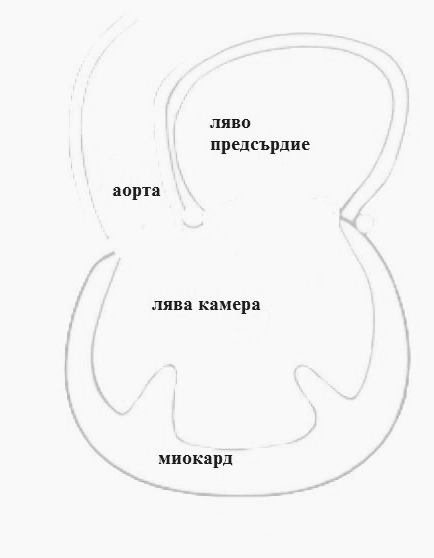 ляво
предсърдие
аорта
лява камера
миокард